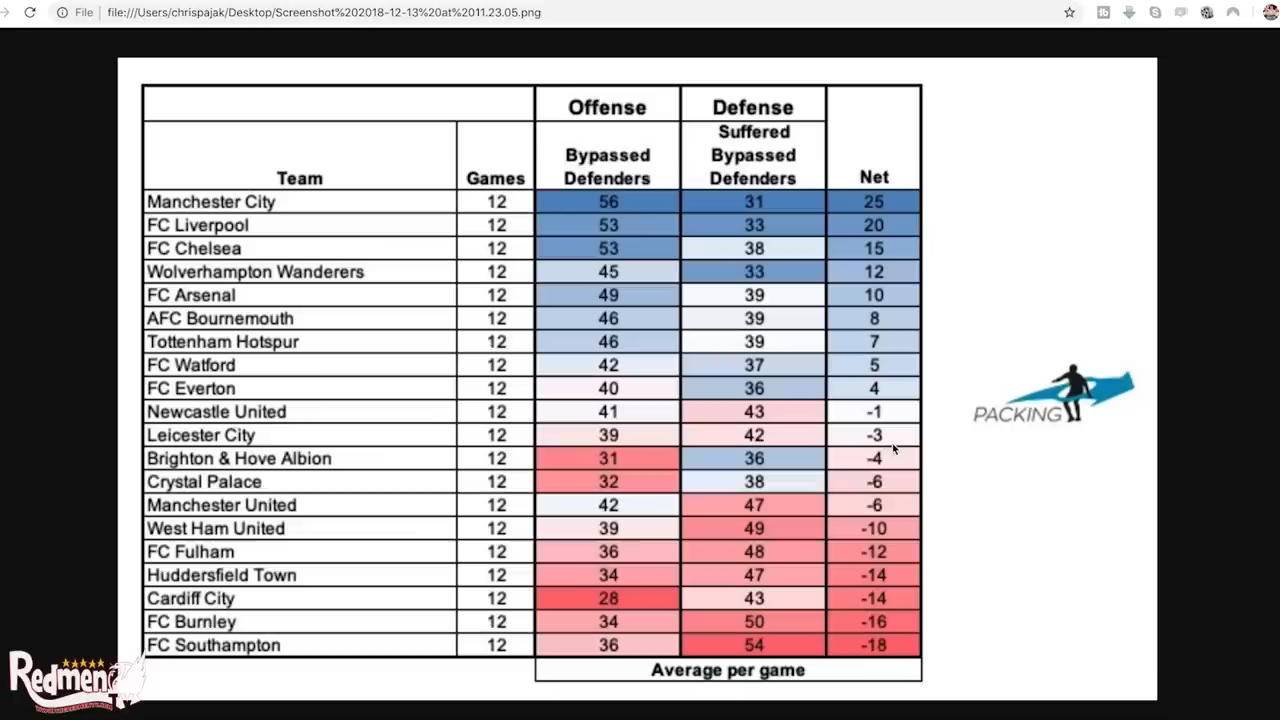 File file:///Users/chrispajak/Desktop/Screenshot%202018-12-13%20at%2011.23.05.png
Offense Defense
Team Games Bypassed Defenders Suffered Bypassed Defenders Net
Manchester City 12 56 31 25
FC Liverpool 12 53 33 20
FC Chelsea 12 53 38 15
Wolverhampton Wanderers 12 45 33 12
FC Arsenal 12 49 39 10
AFC Bournemouth 12 46 39 8
Tottenham Hotspur 12 46 39 7
FC Watford 12 42 37 5
FC Everton 12 40 36 4
Newcastle United 12 41 43 -1
Leicester City 12 39 42 -3
Brighton & Hove Albion 12 31 36 -4
Crystal Palace 12 32 38 -6
Manchester United 12 42 47 -6
West Ham United 12 39 49 -10
FC Fulham 12 36 48 -12
Huddersfield Town 12 34 47 -14
Cardiff City 12 28 43 -14
FC Burnley 12 34 50 -16
FC Southampton 12 36 54 -18
Average per game
PACKING
Redmen